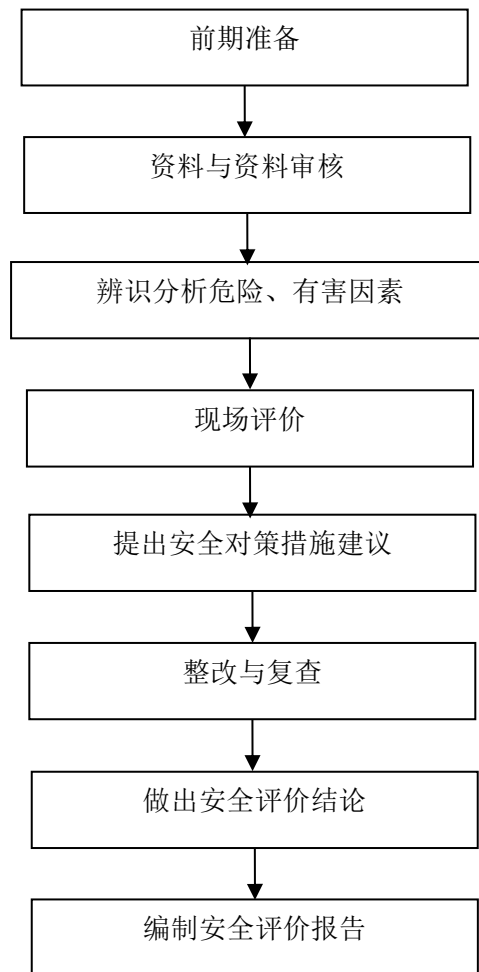 前期准备
资料与资料审核
辨识分析危险、有害因素
现场评价
提出安全对策措施建议
整改与复查
做出安全评价结论
编制安全评价报告